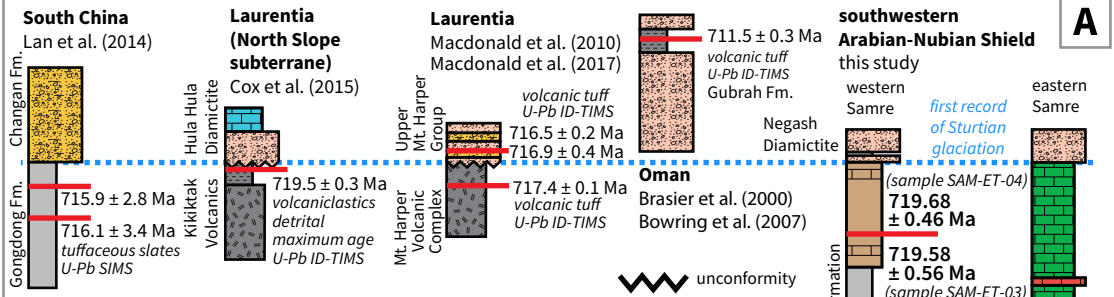 A
South China
Lan et al. (2014)
Changan Fm.
Gongdong Fm.
715.9 ± 2.8 Ma
716.1 ± 3.4 Ma
tuffaceous slates
U-Pb SIMS
Laurentia
(North Slope
subterrane)
Cox et al. (2015)
Hula Hula
Diamictite
Kikiktak
Volcanics
719.5 ± 0.3 Ma
volcaniclastics
detrital
maximum age
U-Pb ID-TIMS
Laurentia
Macdonald et al. (2010)
Macdonald et al. (2017)
Upper
Mt. Harper
Group
Mt. Harper
Volcanic
Complex
volcanic tuff
U-Pb ID-TIMS
716.5 ± 0.2 Ma
716.9 ± 0.4 Ma
717.4 ± 0.1 Ma
volcanic tuff
U-Pb ID-TIMS
711.5 ± 0.3 Ma
volcanic tuff
U-Pb ID-TIMS
Gubrah Fm.
Oman
Brasier et al. (2000)
Bowring et al. (2007)
unconformity
southwestern
Arabian-Nubian Shield
this study
western
Samre
eastern
Samre
first record
of Sturtian
glaciation
Negash
Diamictite
(sample SAM-ET-04)
719.68
± 0.46 Ma
719.58
± 0.56 Ma
(sample SAM-ET-03)
rmation